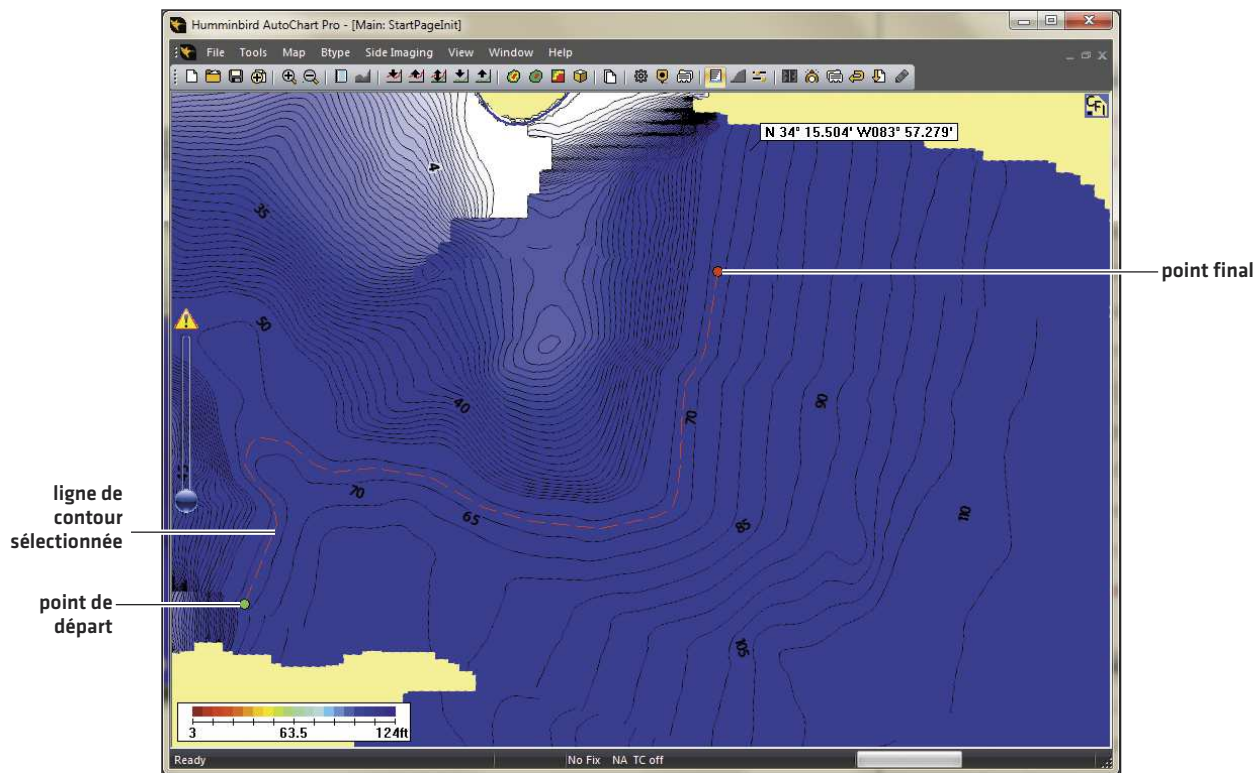 Humminbird AutoChart Pro - [Main: StartPageInit]
File Tools Map Btype Side Imaging View Window Help
CFI
N 34° 15.504' W083° 57.279'
4
35
point final
50
40
70
90
ligne de
contour
sélectionnée
70
65
85
110
point de
départ
105
3 63.5 124ft
Ready No Fix NA TC off